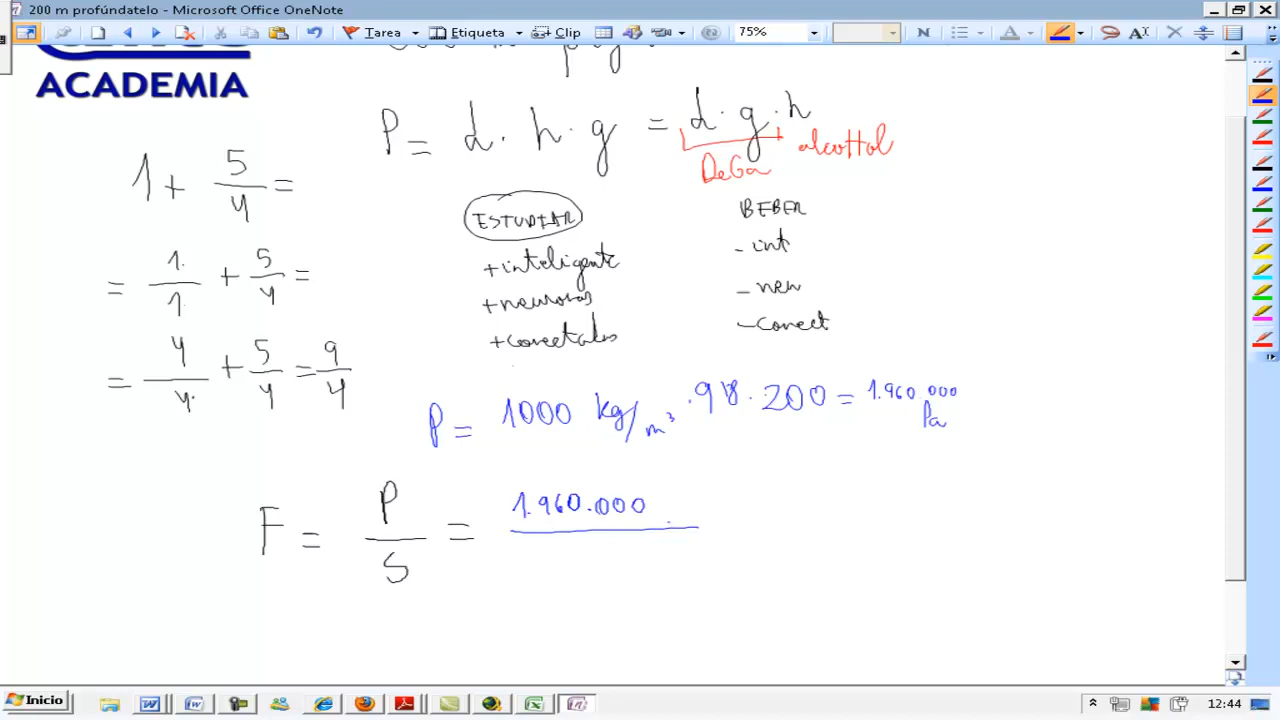 200 m profúndatelo - Microsoft Office OneNote
Tarea Etiqueta Clip 75% N A
ACADEMIA
P = d · h · g = d · g · h
DeGa alcohol
1 + 5/4 =
ESTUDIAR BEBER
+inteligente - int
= 1/1 + 5/4 =
+neuronas - neu
+conectadas - conect
= 4/4 + 5/4 = 9/4
P = 1000 kg/m³ · 98 · 200 = 1.960.000 Pa
F = P/S = 1.960.000
Inicio 12:44